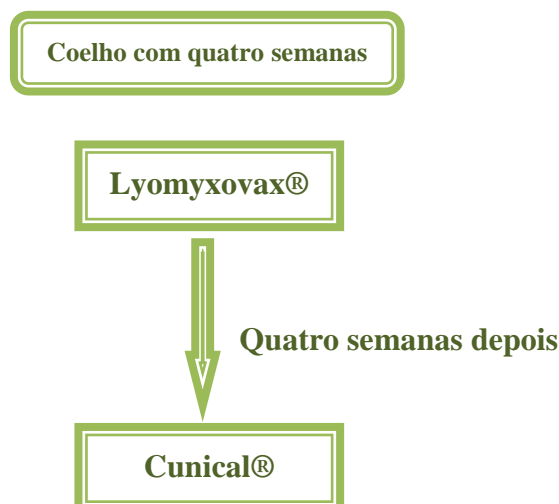 Coelho com quatro semanas
Lyomyxovax®
Quatro semanas depois
Cunical®